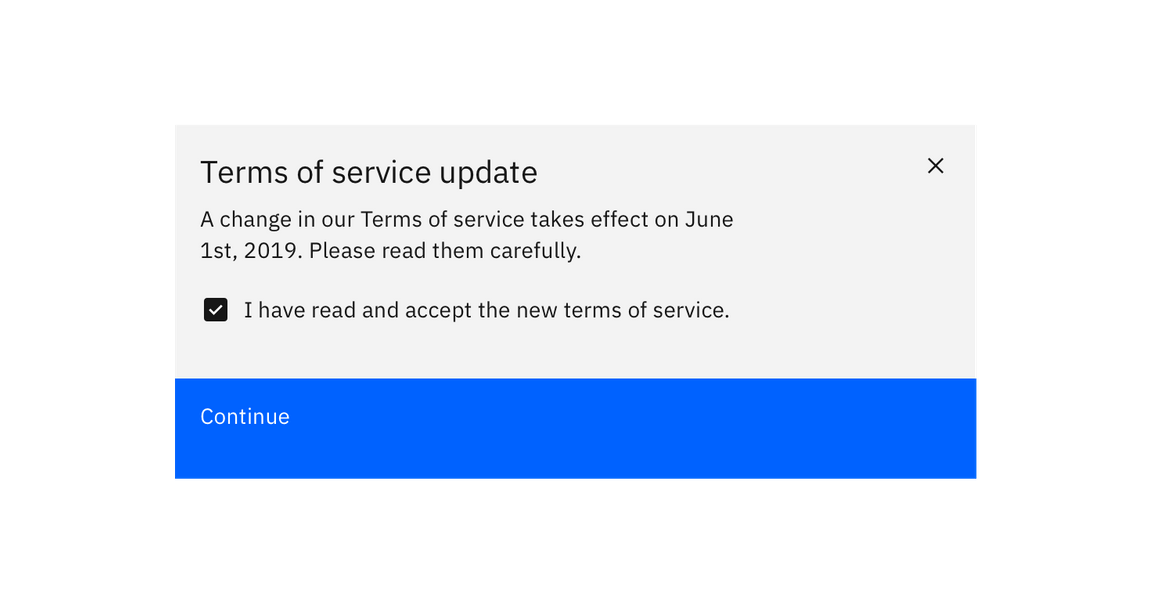 Terms of service update
A change in our Terms of service takes effect on June
1st, 2019. Please read them carefully.
I have read and accept the new terms of service.
Continue